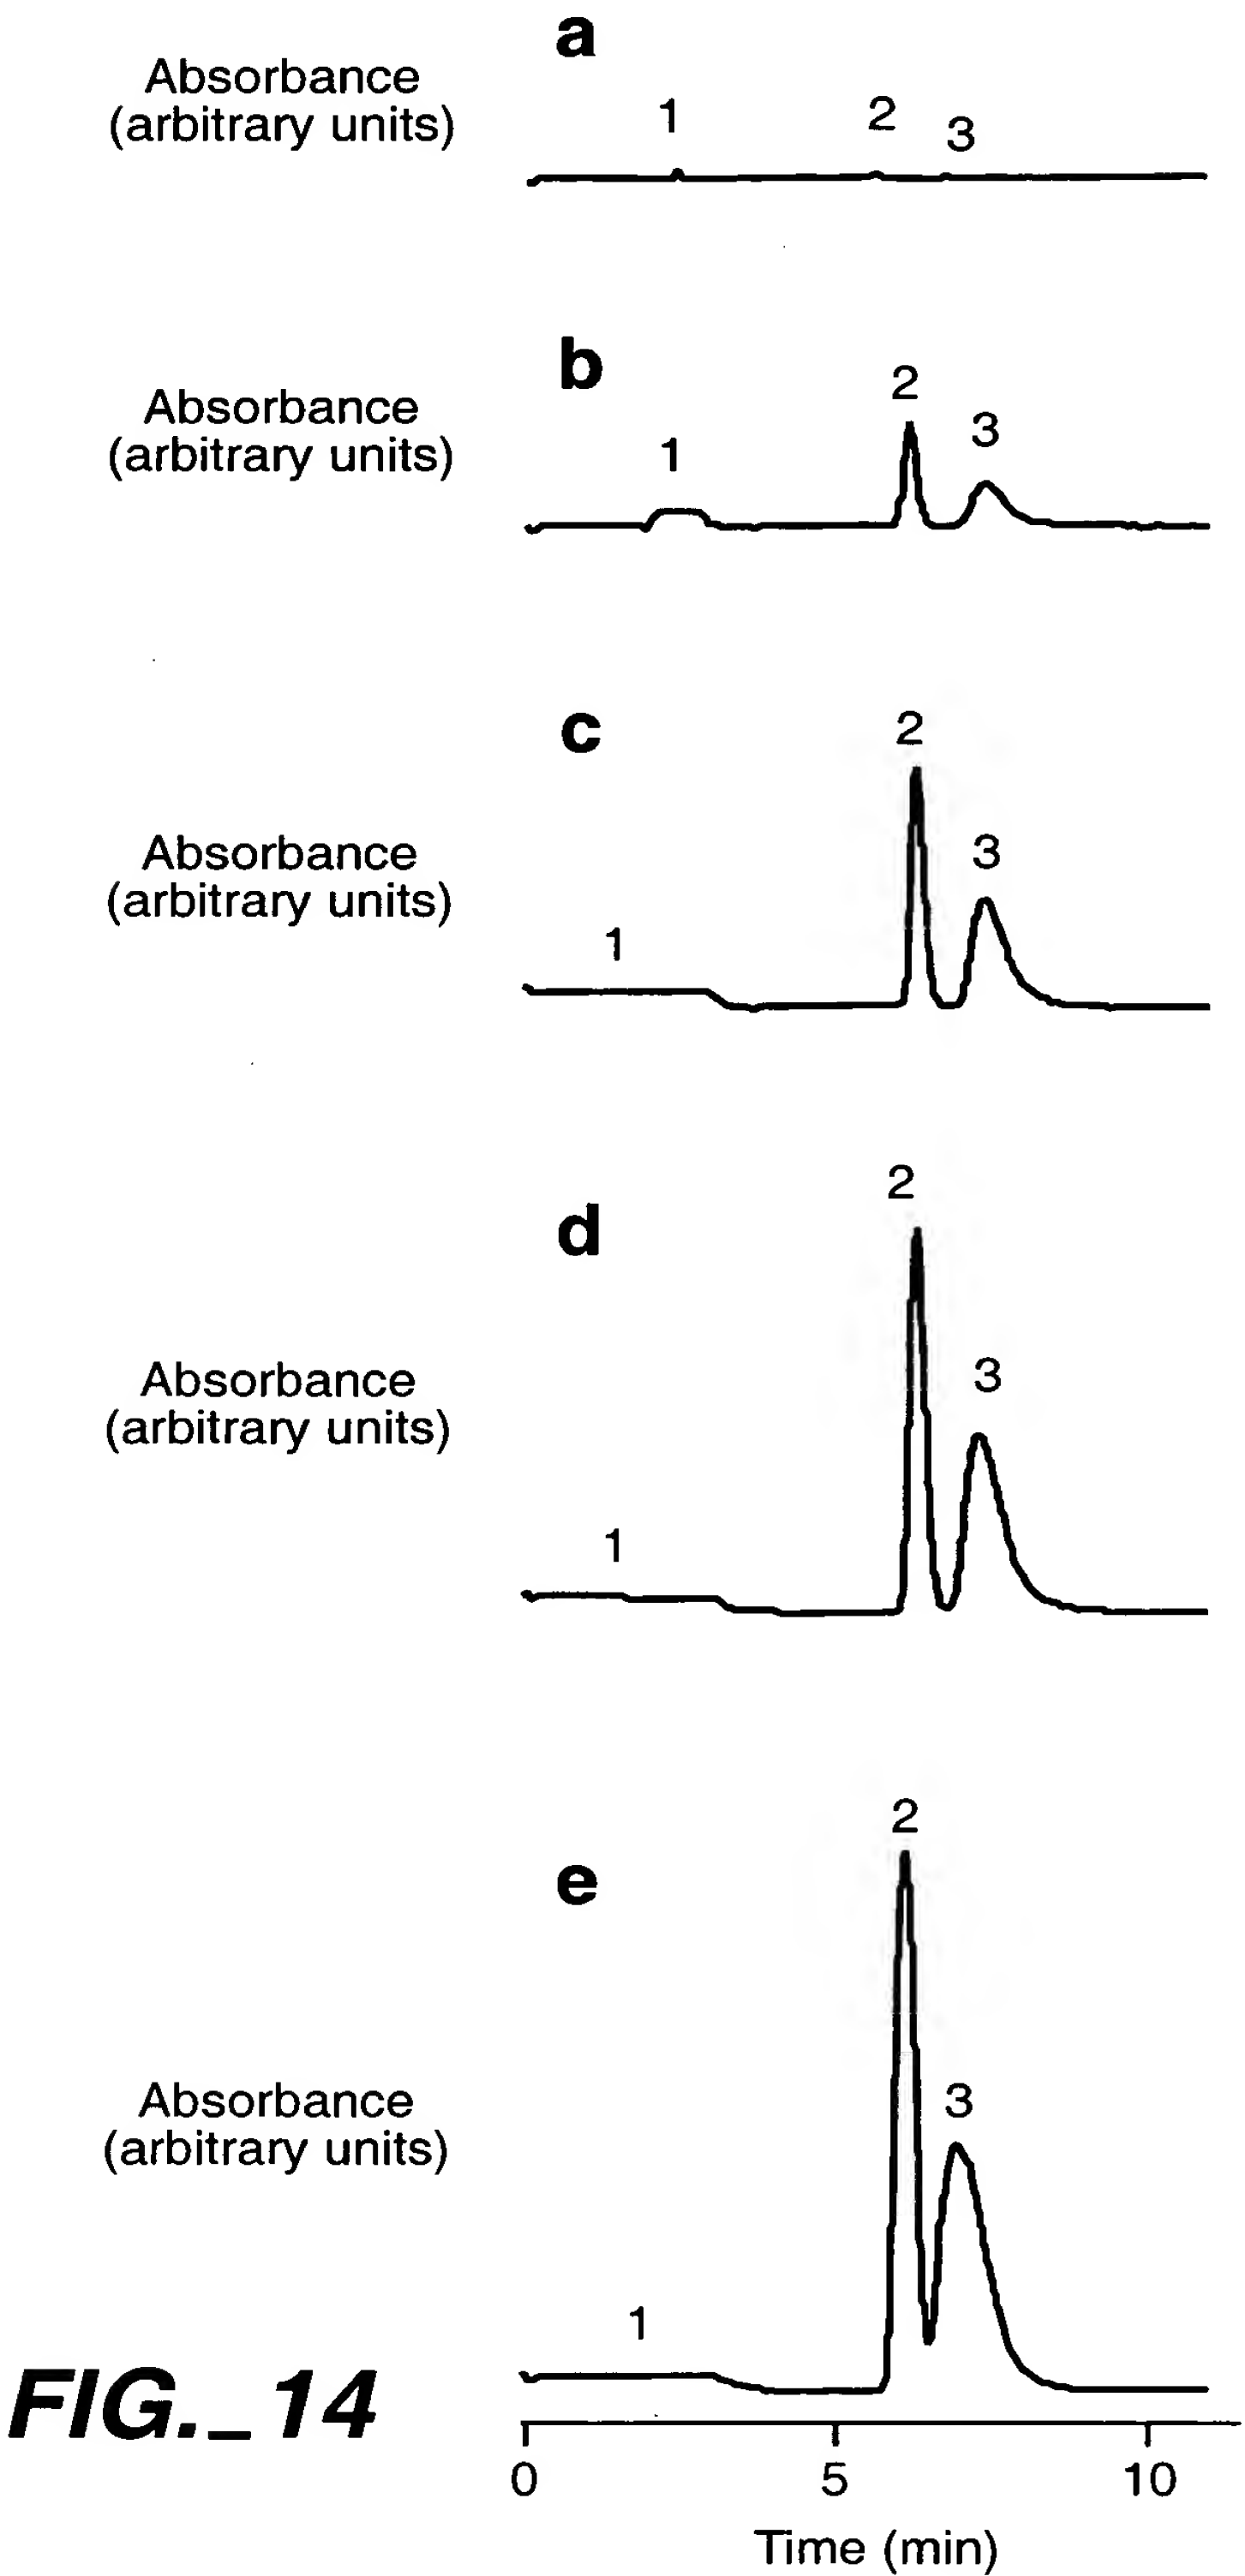 a
Absorbance
(arbitrary units)
1 2 3
b
Absorbance
(arbitrary units)
1 2 3
c
Absorbance
(arbitrary units)
1 2 3
d
Absorbance
(arbitrary units)
1 2 3
e
Absorbance
(arbitrary units)
1 2 3
FIG._14
0 5 10
Time (min)